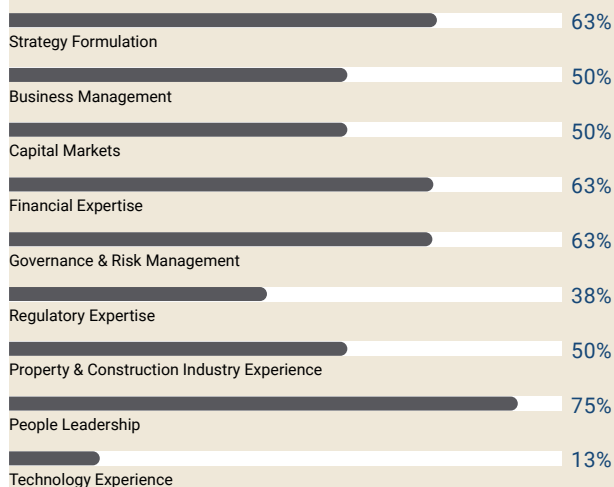 63%
Strategy Formulation
50%
Business Management
50%
Capital Markets
63%
Financial Expertise
63%
Governance & Risk Management
38%
Regulatory Expertise
50%
Property & Construction Industry Experience
75%
People Leadership
13%
Technology Experience